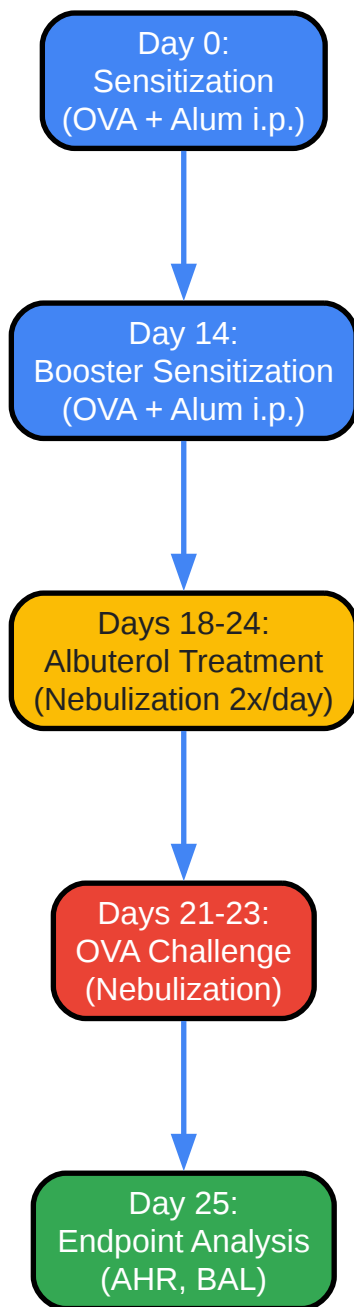 Day 0:
Sensitization
(OVA + Alum i.p.)
Day 14:
Booster Sensitization
(OVA + Alum i.p.)
Days 18-24:
Albuterol Treatment
(Nebulization 2x/day)
Days 21-23:
OVA Challenge
(Nebulization)
Day 25:
Endpoint Analysis
(AHR, BAL)